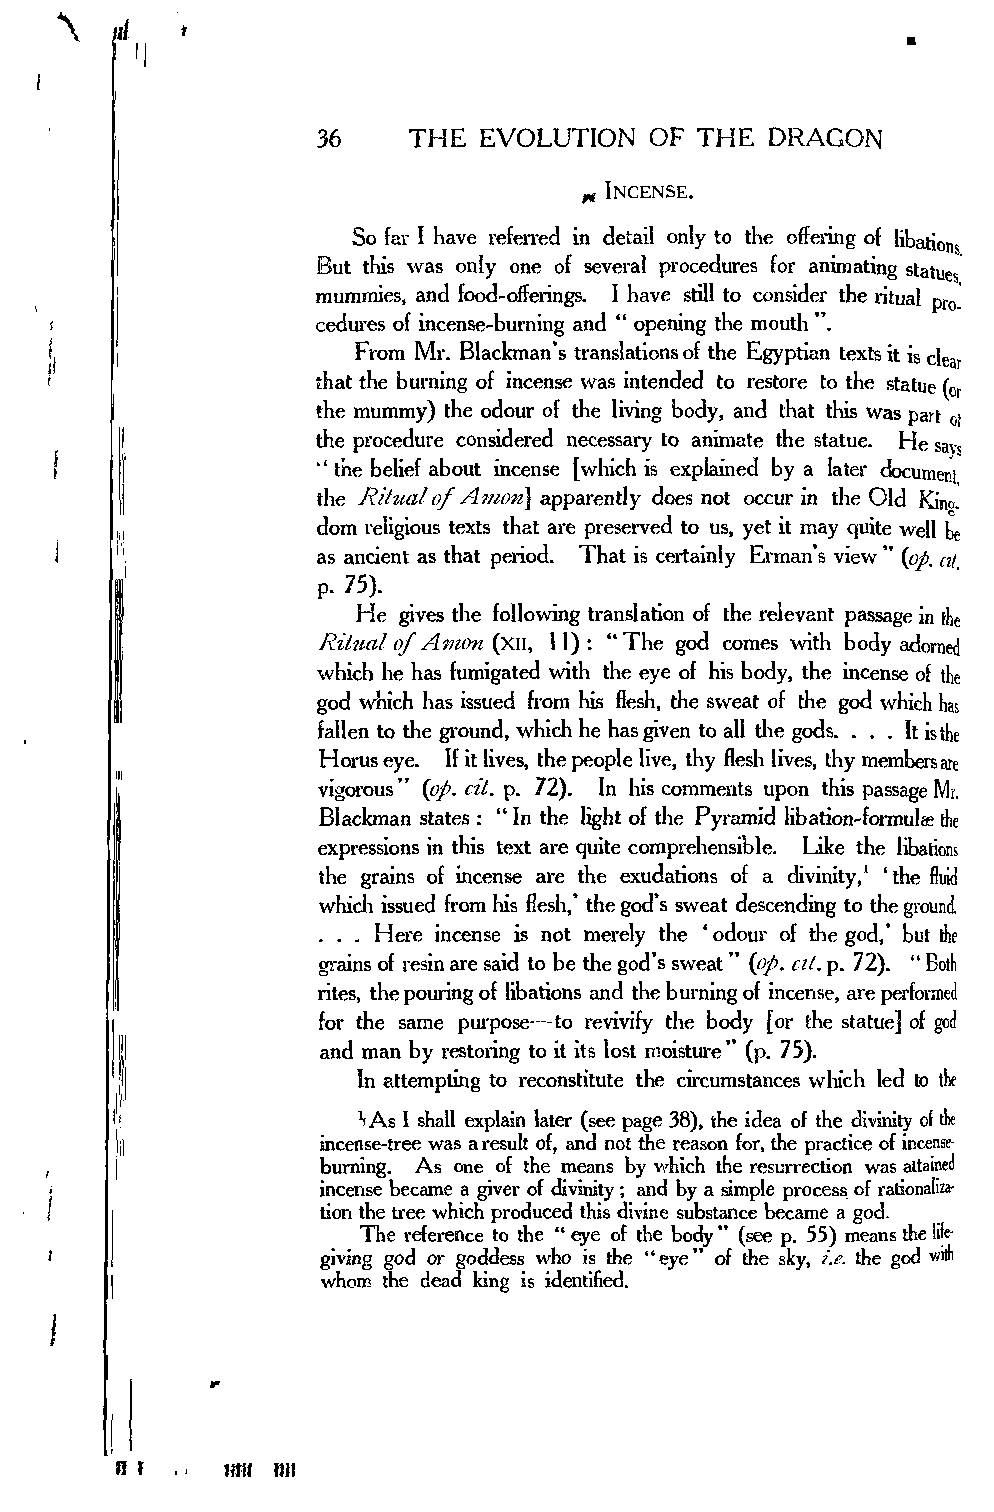 36 THE EVOLUTION OF THE DRAGON
INCENSE.
So far I have referred in detail only to the offering of libations.
But this was only one of several procedures for animating statues,
mummies, and food-offerings. I have still to consider the ritual pro-
cedures of incense-burning and “ opening the mouth ”.
From Mr. Blackman's translations of the Egyptian texts it is clear
that the burning of incense was intended to restore to the statue (or
the mummy) the odour of the living body, and that this was part of
the procedure considered necessary to animate the statue. He says
“ the belief about incense [which is explained by a later document,
the Ritual of Amon] apparently does not occur in the Old King-
dom religious texts that are preserved to us, yet it may quite well be
as ancient as that period. That is certainly Erman's view ” (op. cit.
p. 75).
He gives the following translation of the relevant passage in the
Ritual of Amon (XII, 11) : “ The god comes with body adorned
which he has fumigated with the eye of his body, the incense of the
god which has issued from his flesh, the sweat of the god which has
fallen to the ground, which he has given to all the gods. . . . It is the
Horus eye. If it lives, the people live, thy flesh lives, thy members are
vigorous ” (op. cit. p. 72). In his comments upon this passage Mr.
Blackman states : “ In the light of the Pyramid libation-formulæ the
expressions in this text are quite comprehensible. Like the libations
the grains of incense are the exudations of a divinity,¹ ‘ the fluid
which issued from his flesh,’ the god's sweat descending to the ground.
. . . Here incense is not merely the ‘ odour of the god,’ but the
grains of resin are said to be the god's sweat ” (op. cit. p. 72). “ Both
rites, the pouring of libations and the burning of incense, are performed
for the same purpose—to revivify the body [or the statue] of god
and man by restoring to it its lost moisture ” (p. 75).
In attempting to reconstitute the circumstances which led to the
¹ As I shall explain later (see page 38), the idea of the divinity of the
incense-tree was a result of, and not the reason for, the practice of incense-
burning. As one of the means by which the resurrection was attained
incense became a giver of divinity ; and by a simple process of rationaliza-
tion the tree which produced this divine substance became a god.
The reference to the “ eye of the body ” (see p. 55) means the life-
giving god or goddess who is the “ eye ” of the sky, i.e. the god with
whom the dead king is identified.